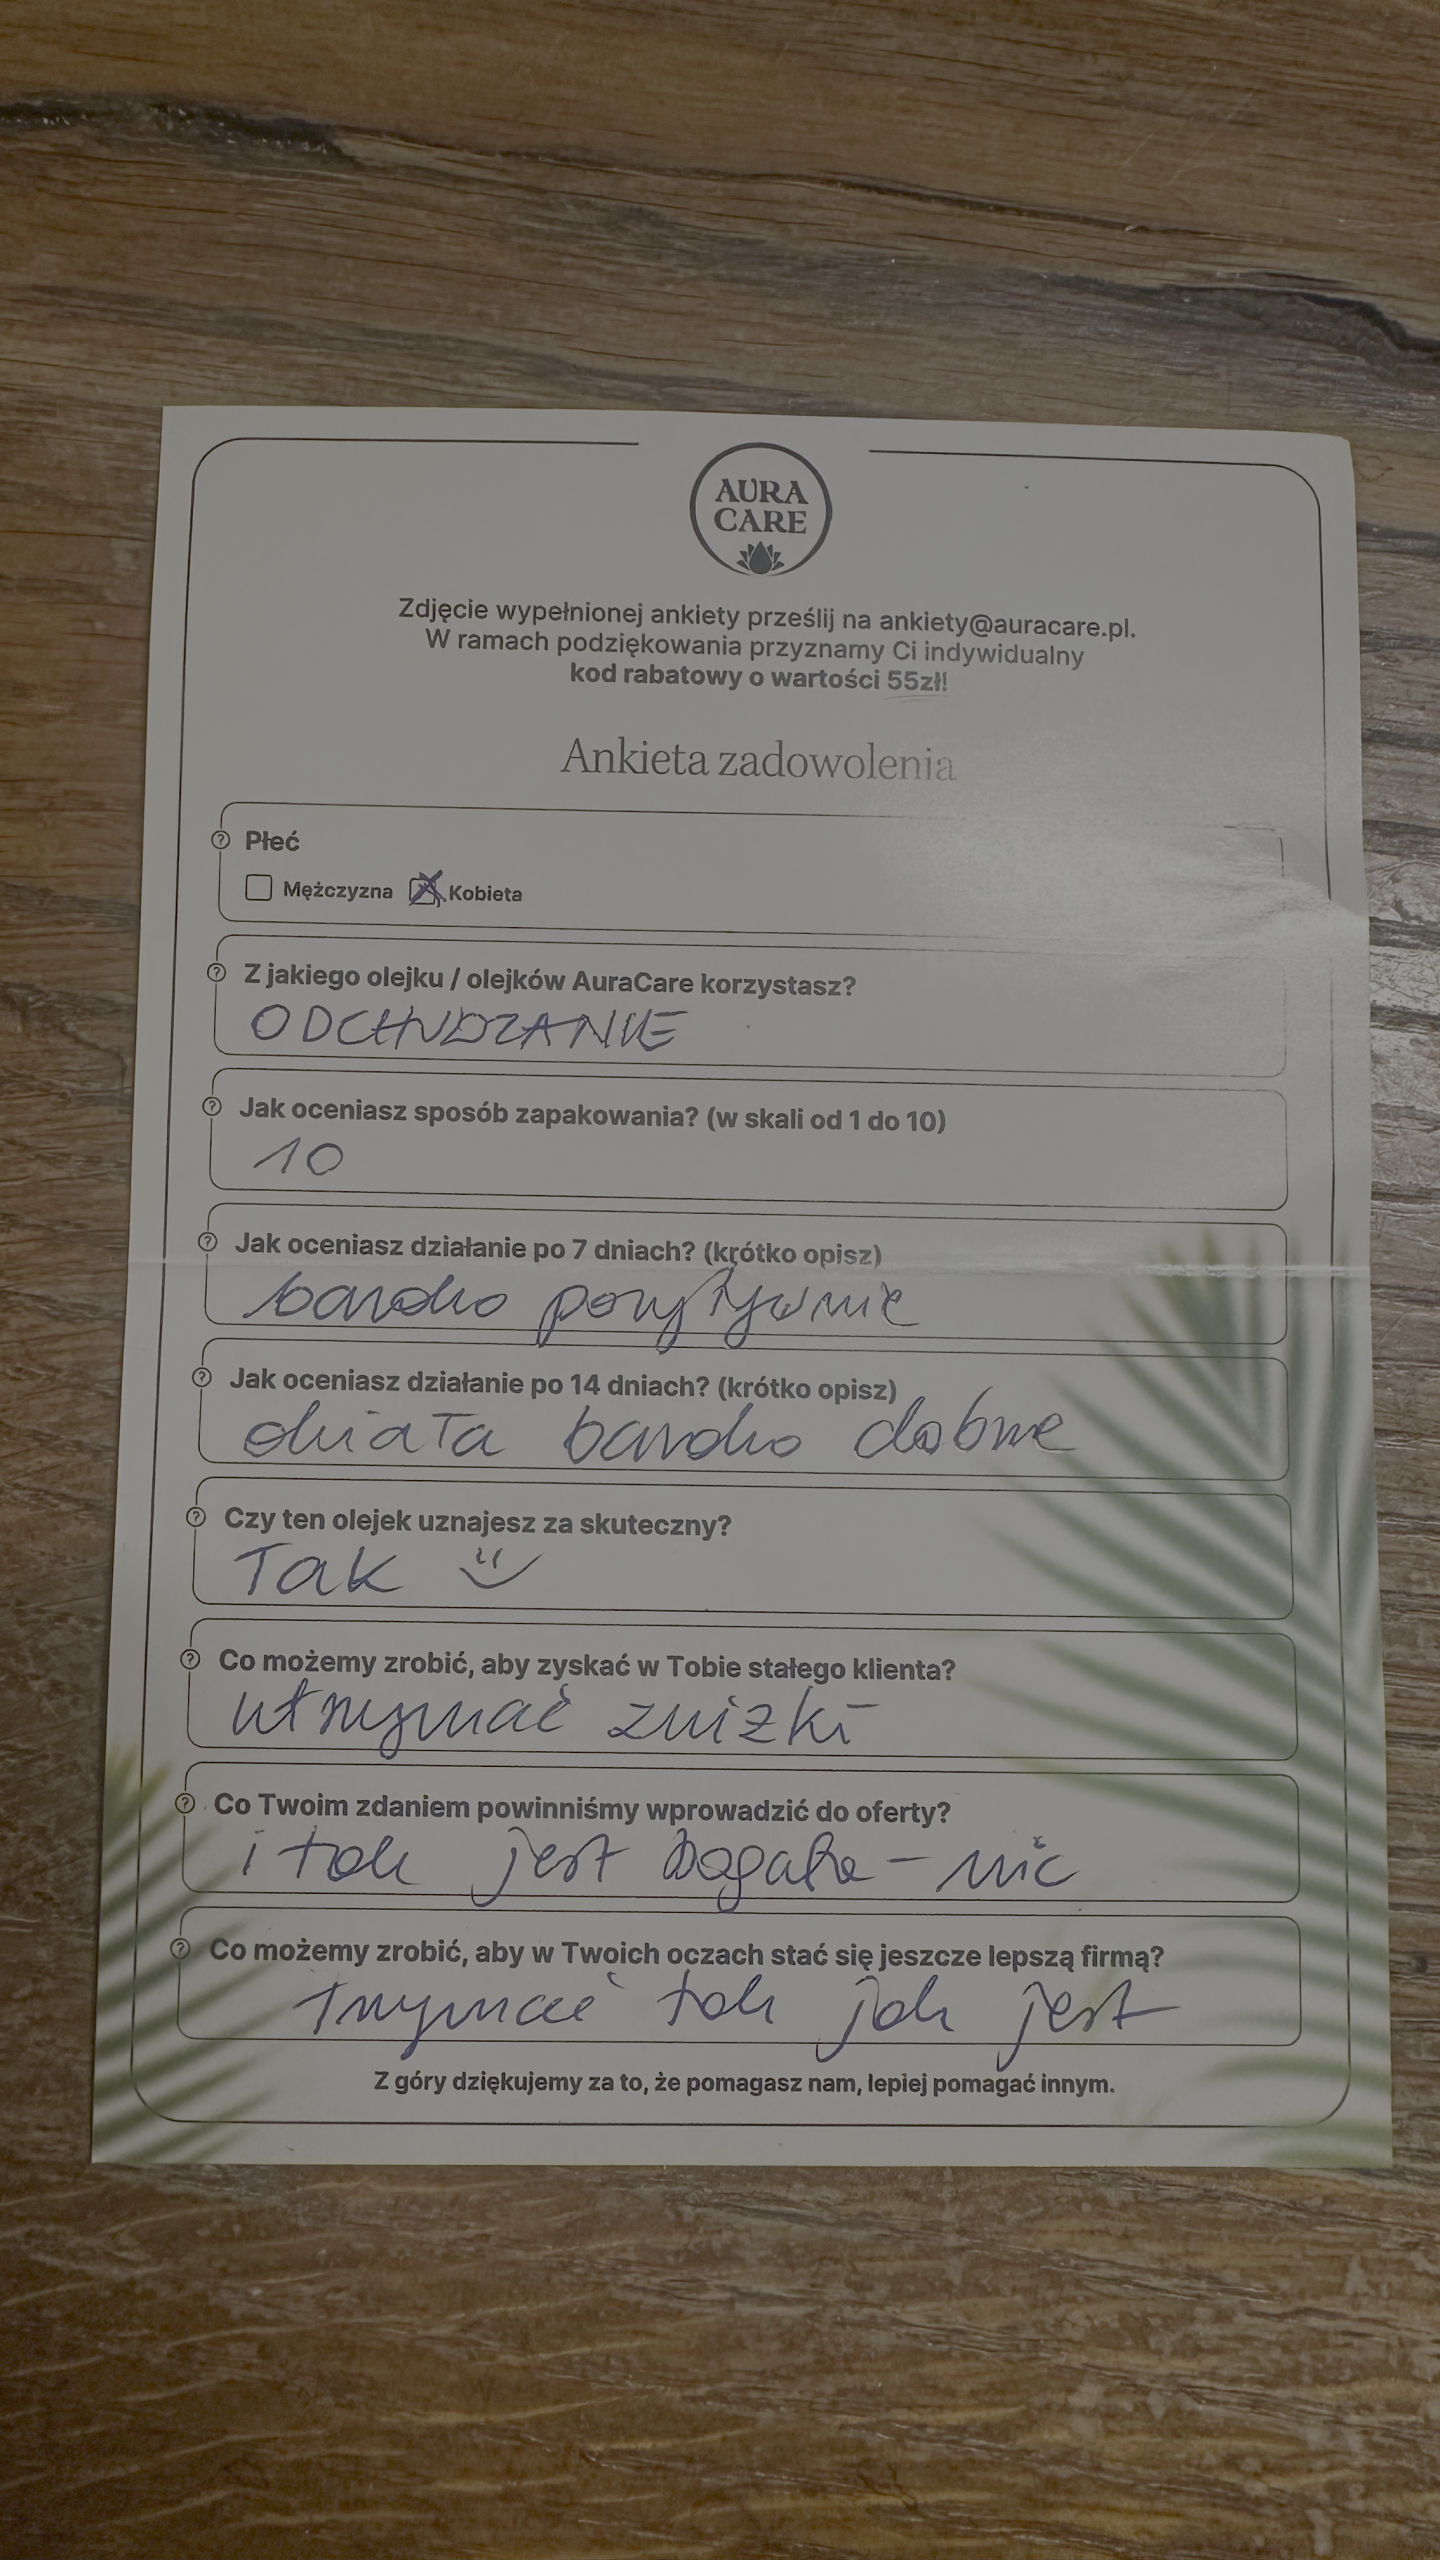 AURA
CARE
Zdjęcie wypełnionej ankiety prześlij na ankiety@auracare.pl.
W ramach podziękowania przyznamy Ci indywidualny
kod rabatowy o wartości 55zł!
Ankieta zadowolenia
Płeć
Mężczyzna Kobieta
Z jakiego olejku / olejków AuraCare korzystasz?
ODCHUDZANIE
Jak oceniasz sposób zapakowania? (w skali od 1 do 10)
10
Jak oceniasz działanie po 7 dniach? (krótko opisz)
bardzo pozytywnie
Jak oceniasz działanie po 14 dniach? (krótko opisz)
działa bardzo dobrze
Czy ten olejek uznajesz za skuteczny?
Tak
Co możemy zrobić, aby zyskać w Tobie stałego klienta?
utrzymać zniżki
Co Twoim zdaniem powinniśmy wprowadzić do oferty?
i tak jest bogata - nic
Co możemy zrobić, aby w Twoich oczach stać się jeszcze lepszą firmą?
Trzymać tak jak jest
Z góry dziękujemy za to, że pomagasz nam, lepiej pomagać innym.